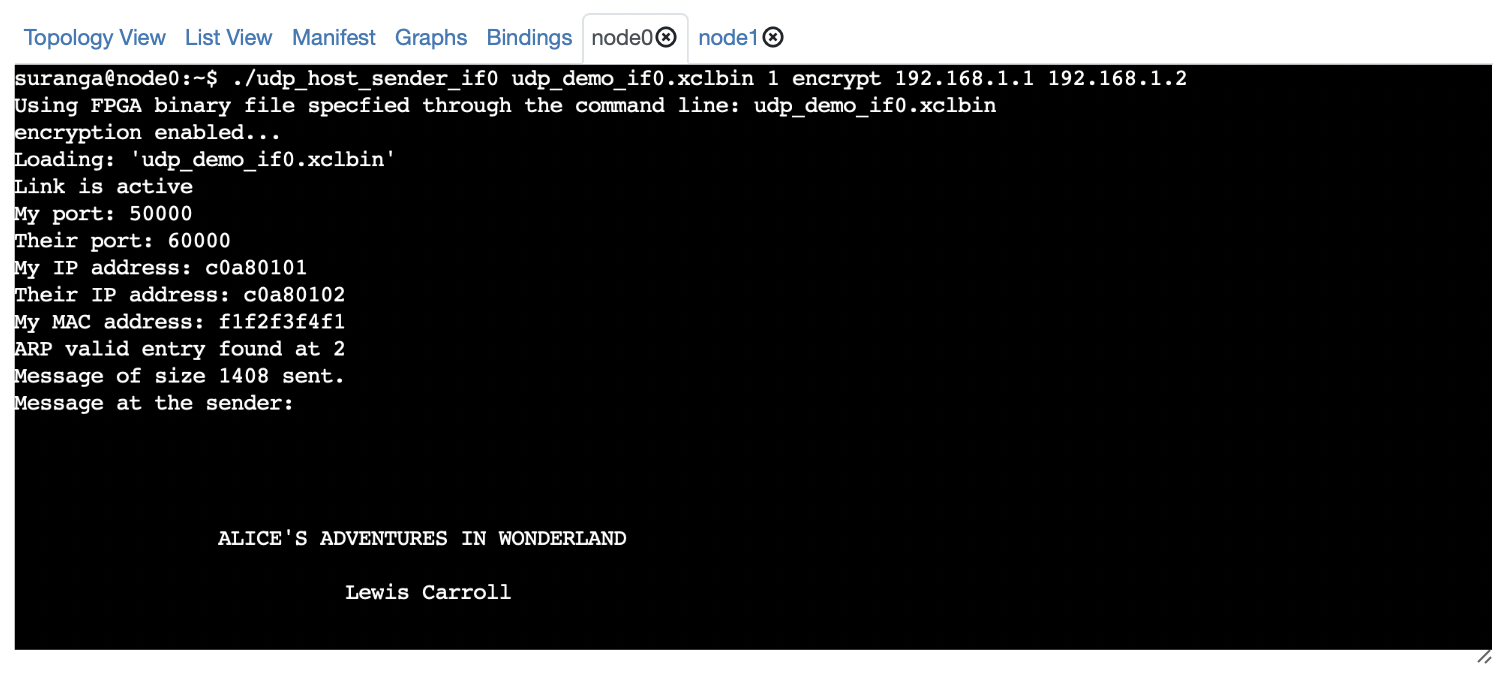 Topology View List View Manifest Graphs Bindings node0 node1
suranga@node0:~$ ./udp_host_sender_if0 udp_demo_if0.xclbin 1 encrypt 192.168.1.1 192.168.1.2
Using FPGA binary file specfied through the command line: udp_demo_if0.xclbin
encryption enabled...
Loading: 'udp_demo_if0.xclbin'
Link is active
My port: 50000
Their port: 60000
My IP address: c0a80101
Their IP address: c0a80102
My MAC address: f1f2f3f4f1
ARP valid entry found at 2
Message of size 1408 sent.
Message at the sender:
ALICE'S ADVENTURES IN WONDERLAND
Lewis Carroll